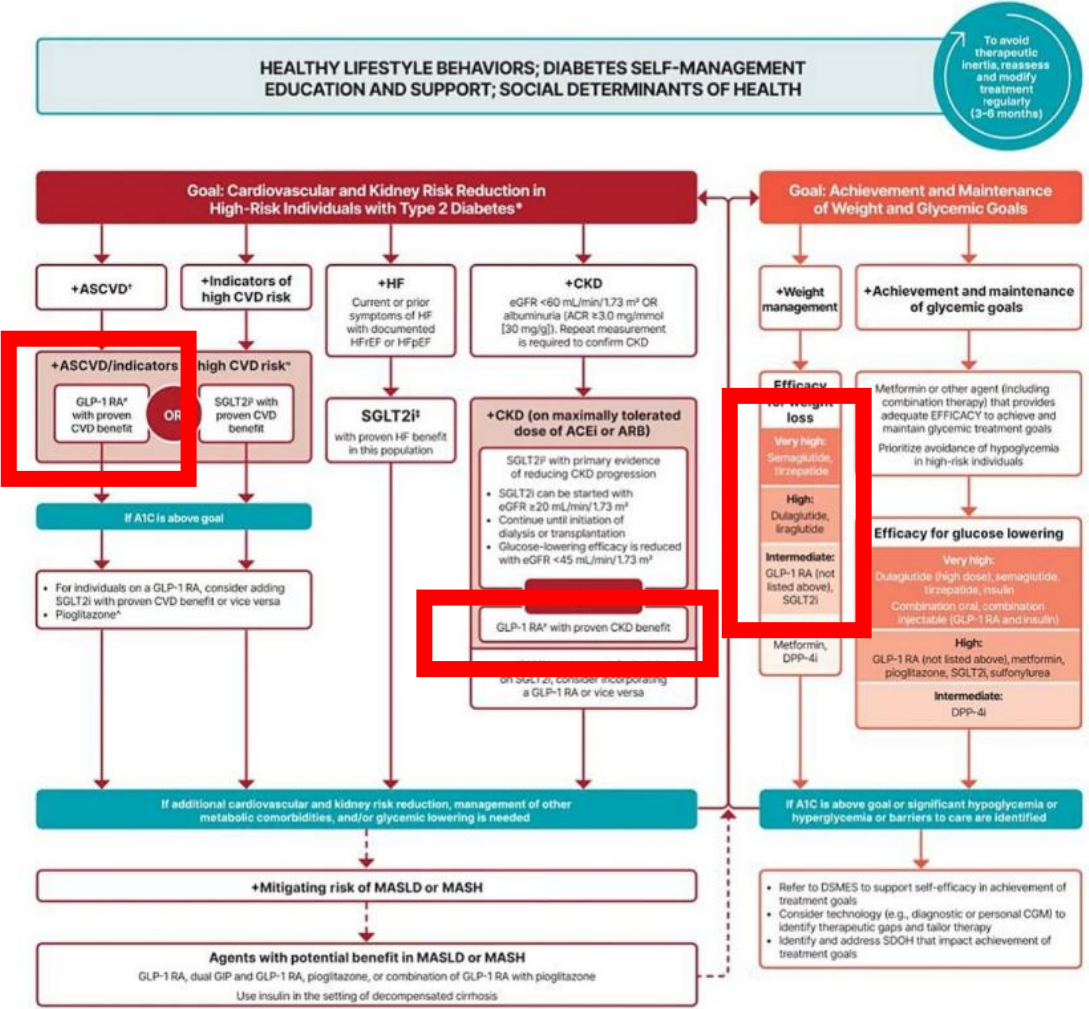 To avoid
therapeutic
inertia, reassess
and modify
treatment
regularly
(3-6 months)
HEALTHY LIFESTYLE BEHAVIORS; DIABETES SELF-MANAGEMENT
EDUCATION AND SUPPORT; SOCIAL DETERMINANTS OF HEALTH
Goal: Cardiovascular and Kidney Risk Reduction in
High-Risk Individuals with Type 2 Diabetes*
+ASCVD†
+Indicators of
high CVD risk
+HF
Current or prior
symptoms of HF
with documented
HFrEF or HFpEF
+CKD
eGFR <60 mL/min/1.73 m² OR
albuminuria (ACR ≥3.0 mg/mmol
[30 mg/g]). Repeat measurement
is required to confirm CKD
+ASCVD/indicators high CVD risk
GLP-1 RA#
with proven
CVD benefit
OR
SGLT2i‡ with
proven CVD
benefit
SGLT2i‡
with proven HF benefit
in this population
+CKD (on maximally tolerated
dose of ACEi or ARB)
SGLT2i‡ with primary evidence
of reducing CKD progression
• SGLT2i can be started with
eGFR ≥20 mL/min/1.73 m²
• Continue until initiation of
dialysis or transplantation
• Glucose-lowering efficacy is reduced
with eGFR <45 mL/min/1.73 m²
GLP-1 RA# with proven CKD benefit
on SGLT2i, consider incorporating
a GLP-1 RA or vice versa
If A1C is above goal
• For individuals on a GLP-1 RA, consider adding
SGLT2i with proven CVD benefit or vice versa
• Pioglitazone^
If additional cardiovascular and kidney risk reduction, management of other
metabolic comorbidities, and/or glycemic lowering is needed
+Mitigating risk of MASLD or MASH
Agents with potential benefit in MASLD or MASH
GLP-1 RA, dual GIP and GLP-1 RA, pioglitazone, or combination of GLP-1 RA with pioglitazone
Use insulin in the setting of decompensated cirrhosis
Goal: Achievement and Maintenance
of Weight and Glycemic Goals
+Weight
management
Efficacy
for weight
loss
Very high:
Semaglutide,
tirzepatide
High:
Dulaglutide,
liraglutide
Intermediate:
GLP-1 RA (not
listed above),
SGLT2i
Metformin,
DPP-4i
+Achievement and maintenance
of glycemic goals
Metformin or other agent (including
combination therapy) that provides
adequate EFFICACY to achieve and
maintain glycemic treatment goals
Prioritize avoidance of hypoglycemia
in high-risk individuals
Efficacy for glucose lowering
Very high:
Dulaglutide (high dose), semaglutide,
tirzepatide, insulin
Combination oral, combination
injectable (GLP-1 RA and insulin)
High:
GLP-1 RA (not listed above), metformin,
pioglitazone, SGLT2i, sulfonylurea
Intermediate:
DPP-4i
If A1C is above goal or significant hypoglycemia or
hyperglycemia or barriers to care are identified
• Refer to DSMES to support self-efficacy in achievement of
treatment goals
• Consider technology (e.g., diagnostic or personal CGM) to
identify therapeutic gaps and tailor therapy
• Identify and address SDOH that impact achievement of
treatment goals